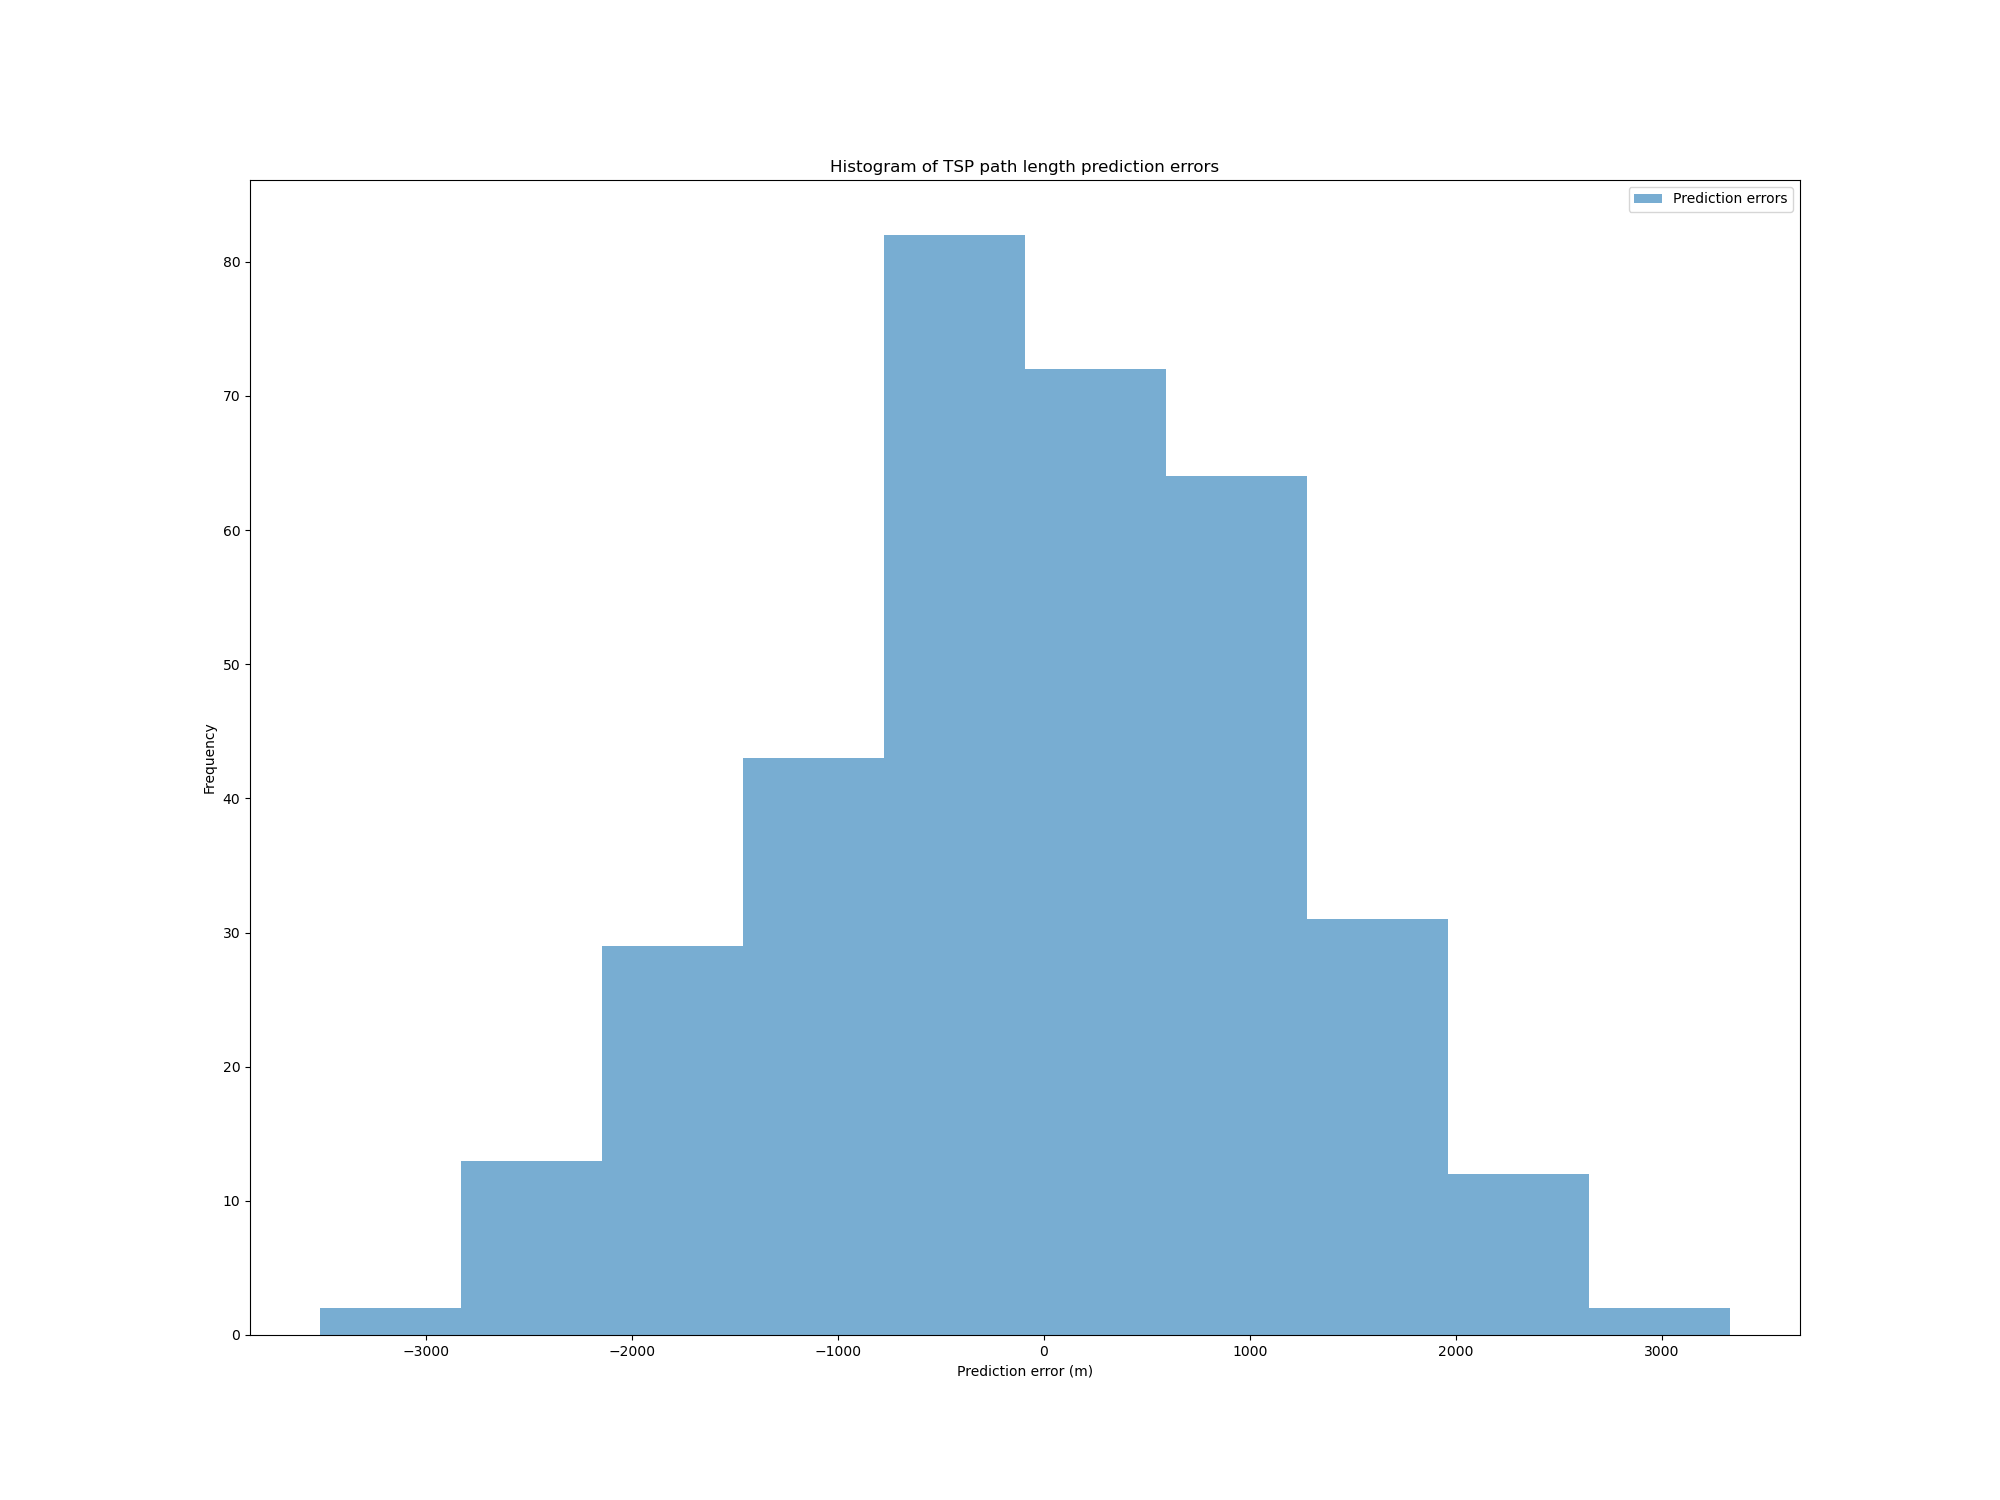 Histogram of TSP path length prediction errors
Prediction errors
80
70
60
50
40
30
20
10
0
Frequency
−3000 −2000 −1000 0 1000 2000 3000
Prediction error (m)